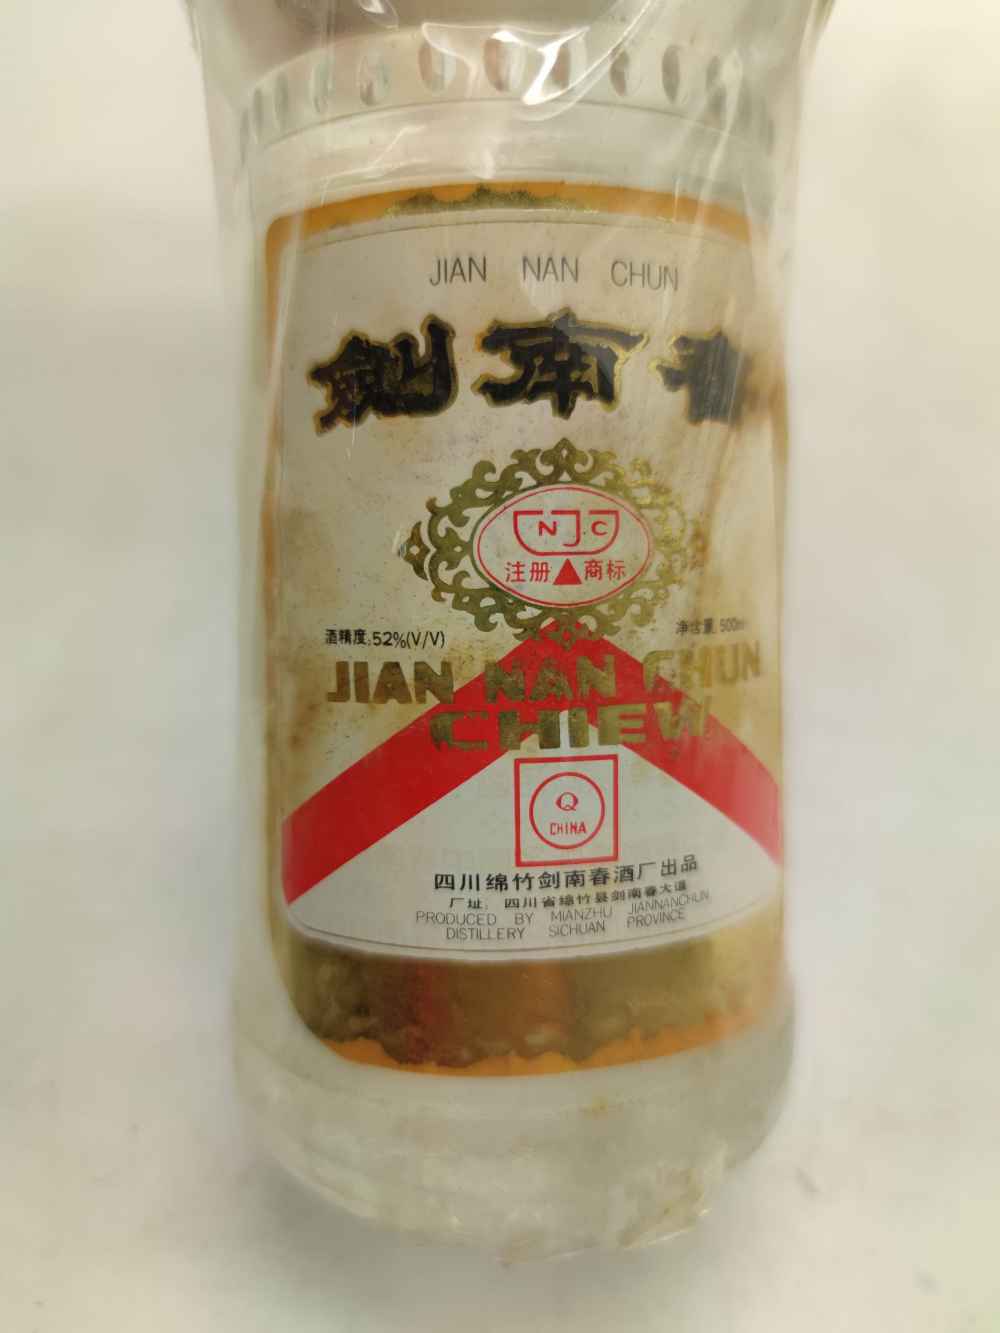 JIAN NAN CHUN
劍南春
NJ.C
注册 商标
酒精度:52%(V/V)
净含量:500ml
JIAN NAN CHUN
CHIEW
Q
CHINA
四川绵竹剑南春酒厂出品
厂址: 四川省绵竹县剑南春大道
PRODUCED BY MIANZHU JIANNANCHUN
DISTILLERY SICHUAN PROVINCE